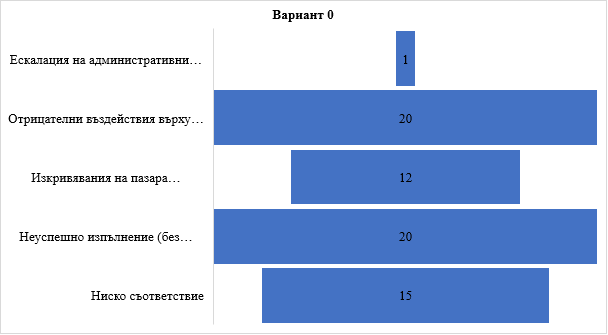 Вариант 0
Ескалация на административни…
1
Отрицателни въздействия върху…
20
Изкривявания на пазара…
12
Неуспешно изпълнение (без…
20
Ниско съответствие
15